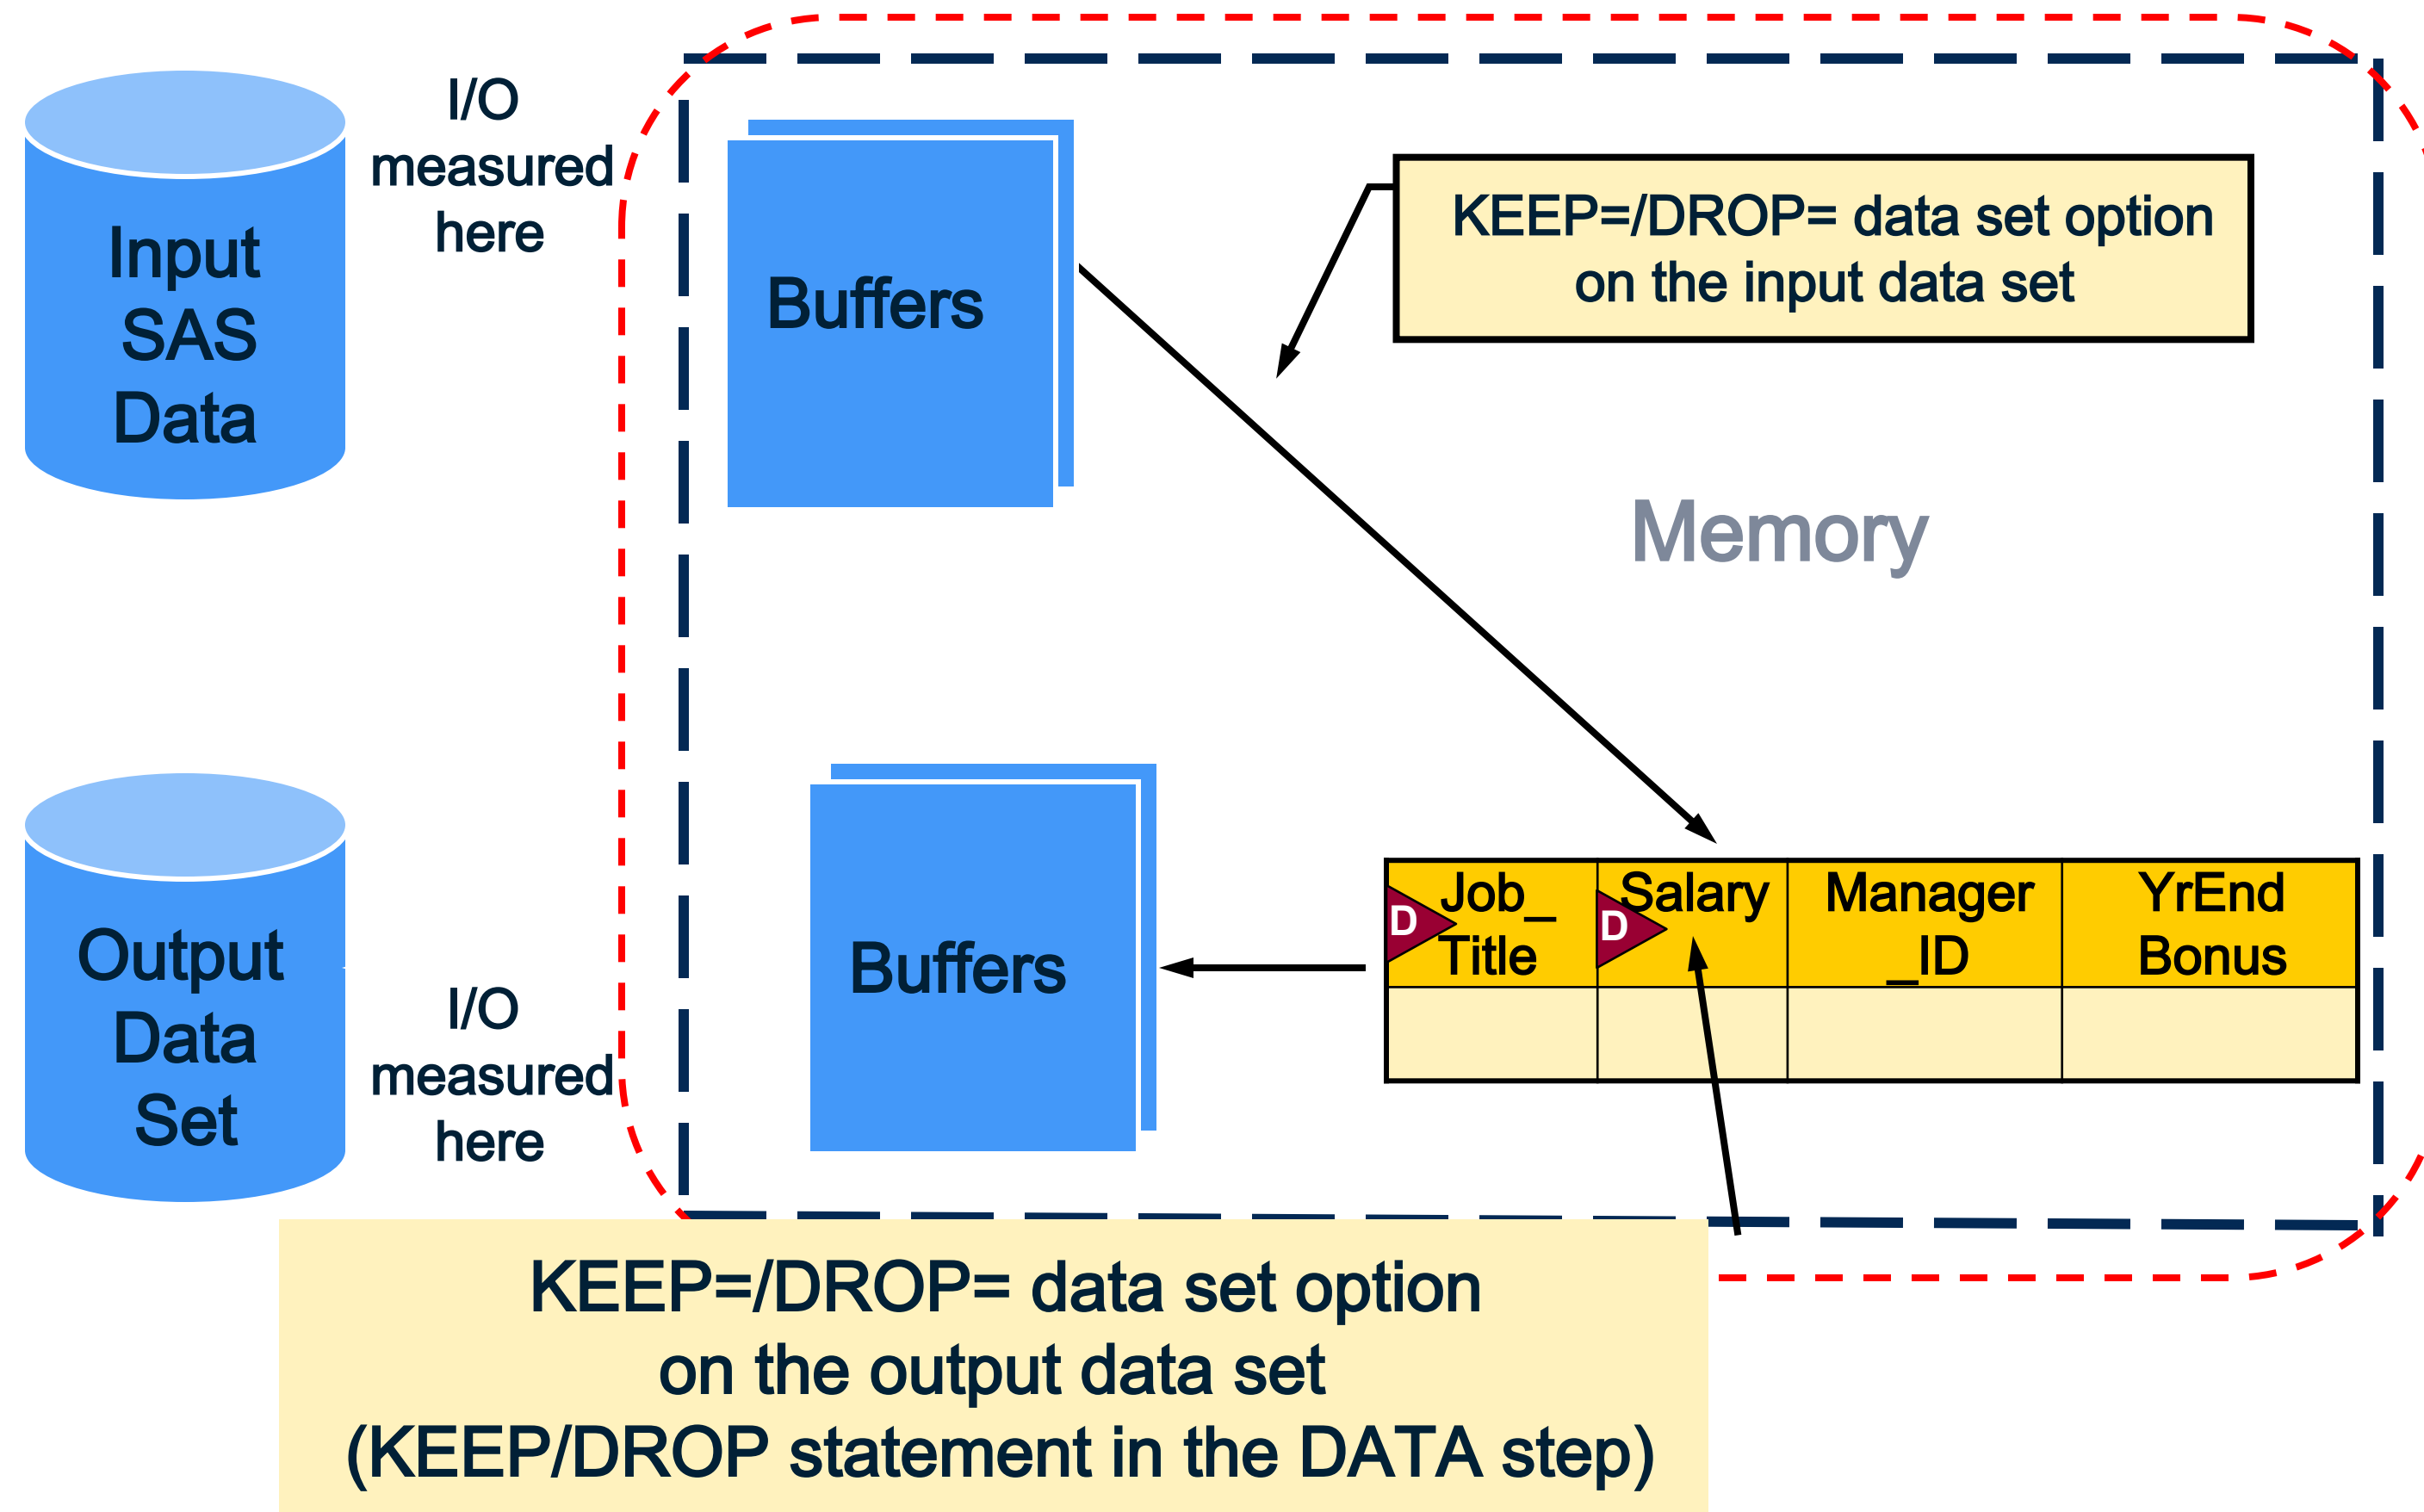 Input
SAS
Data
I/O
measured
here
Buffers
KEEP=/DROP= data set option
on the input data set
Memory
Output
Data
Set
I/O
measured
here
Buffers
D
Job_
Title
D
Salary
Manager
_ID
YrEnd
Bonus
KEEP=/DROP= data set option
on the output data set
(KEEP/DROP statement in the DATA step)